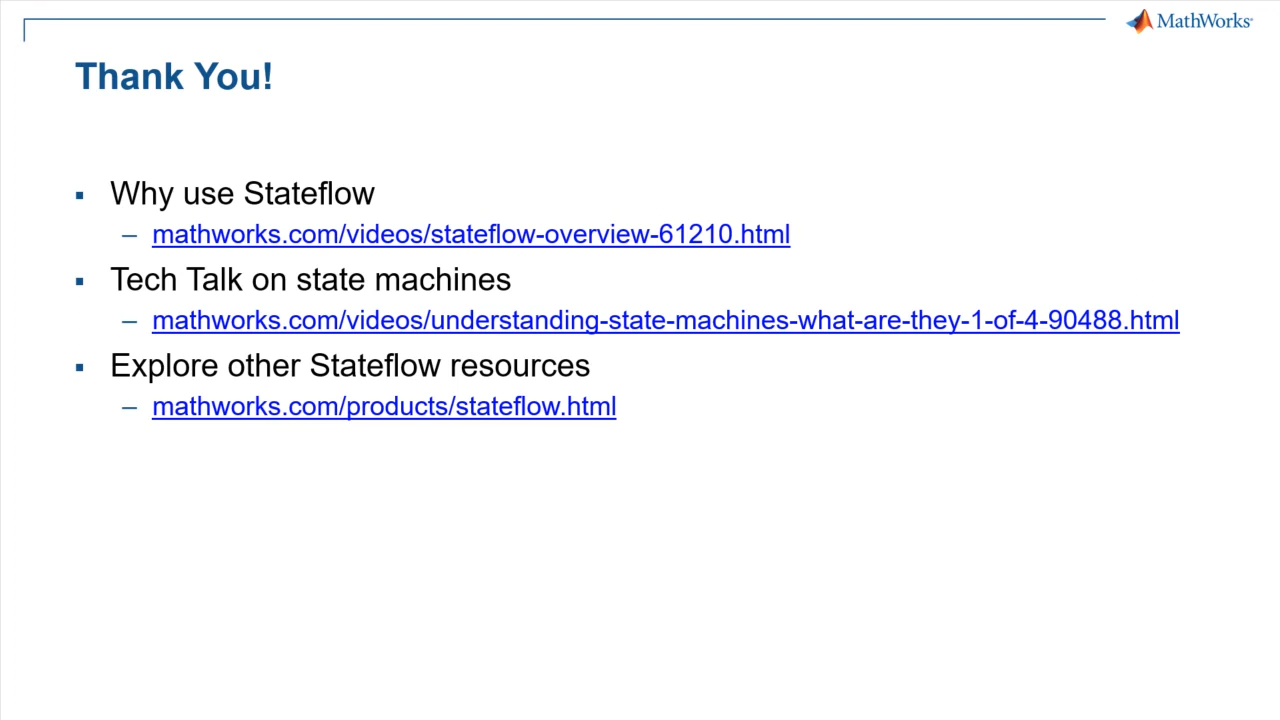 MathWorks
Thank You!
▪ Why use Stateflow
– mathworks.com/videos/stateflow-overview-61210.html
▪ Tech Talk on state machines
– mathworks.com/videos/understanding-state-machines-what-are-they-1-of-4-90488.html
▪ Explore other Stateflow resources
– mathworks.com/products/stateflow.html